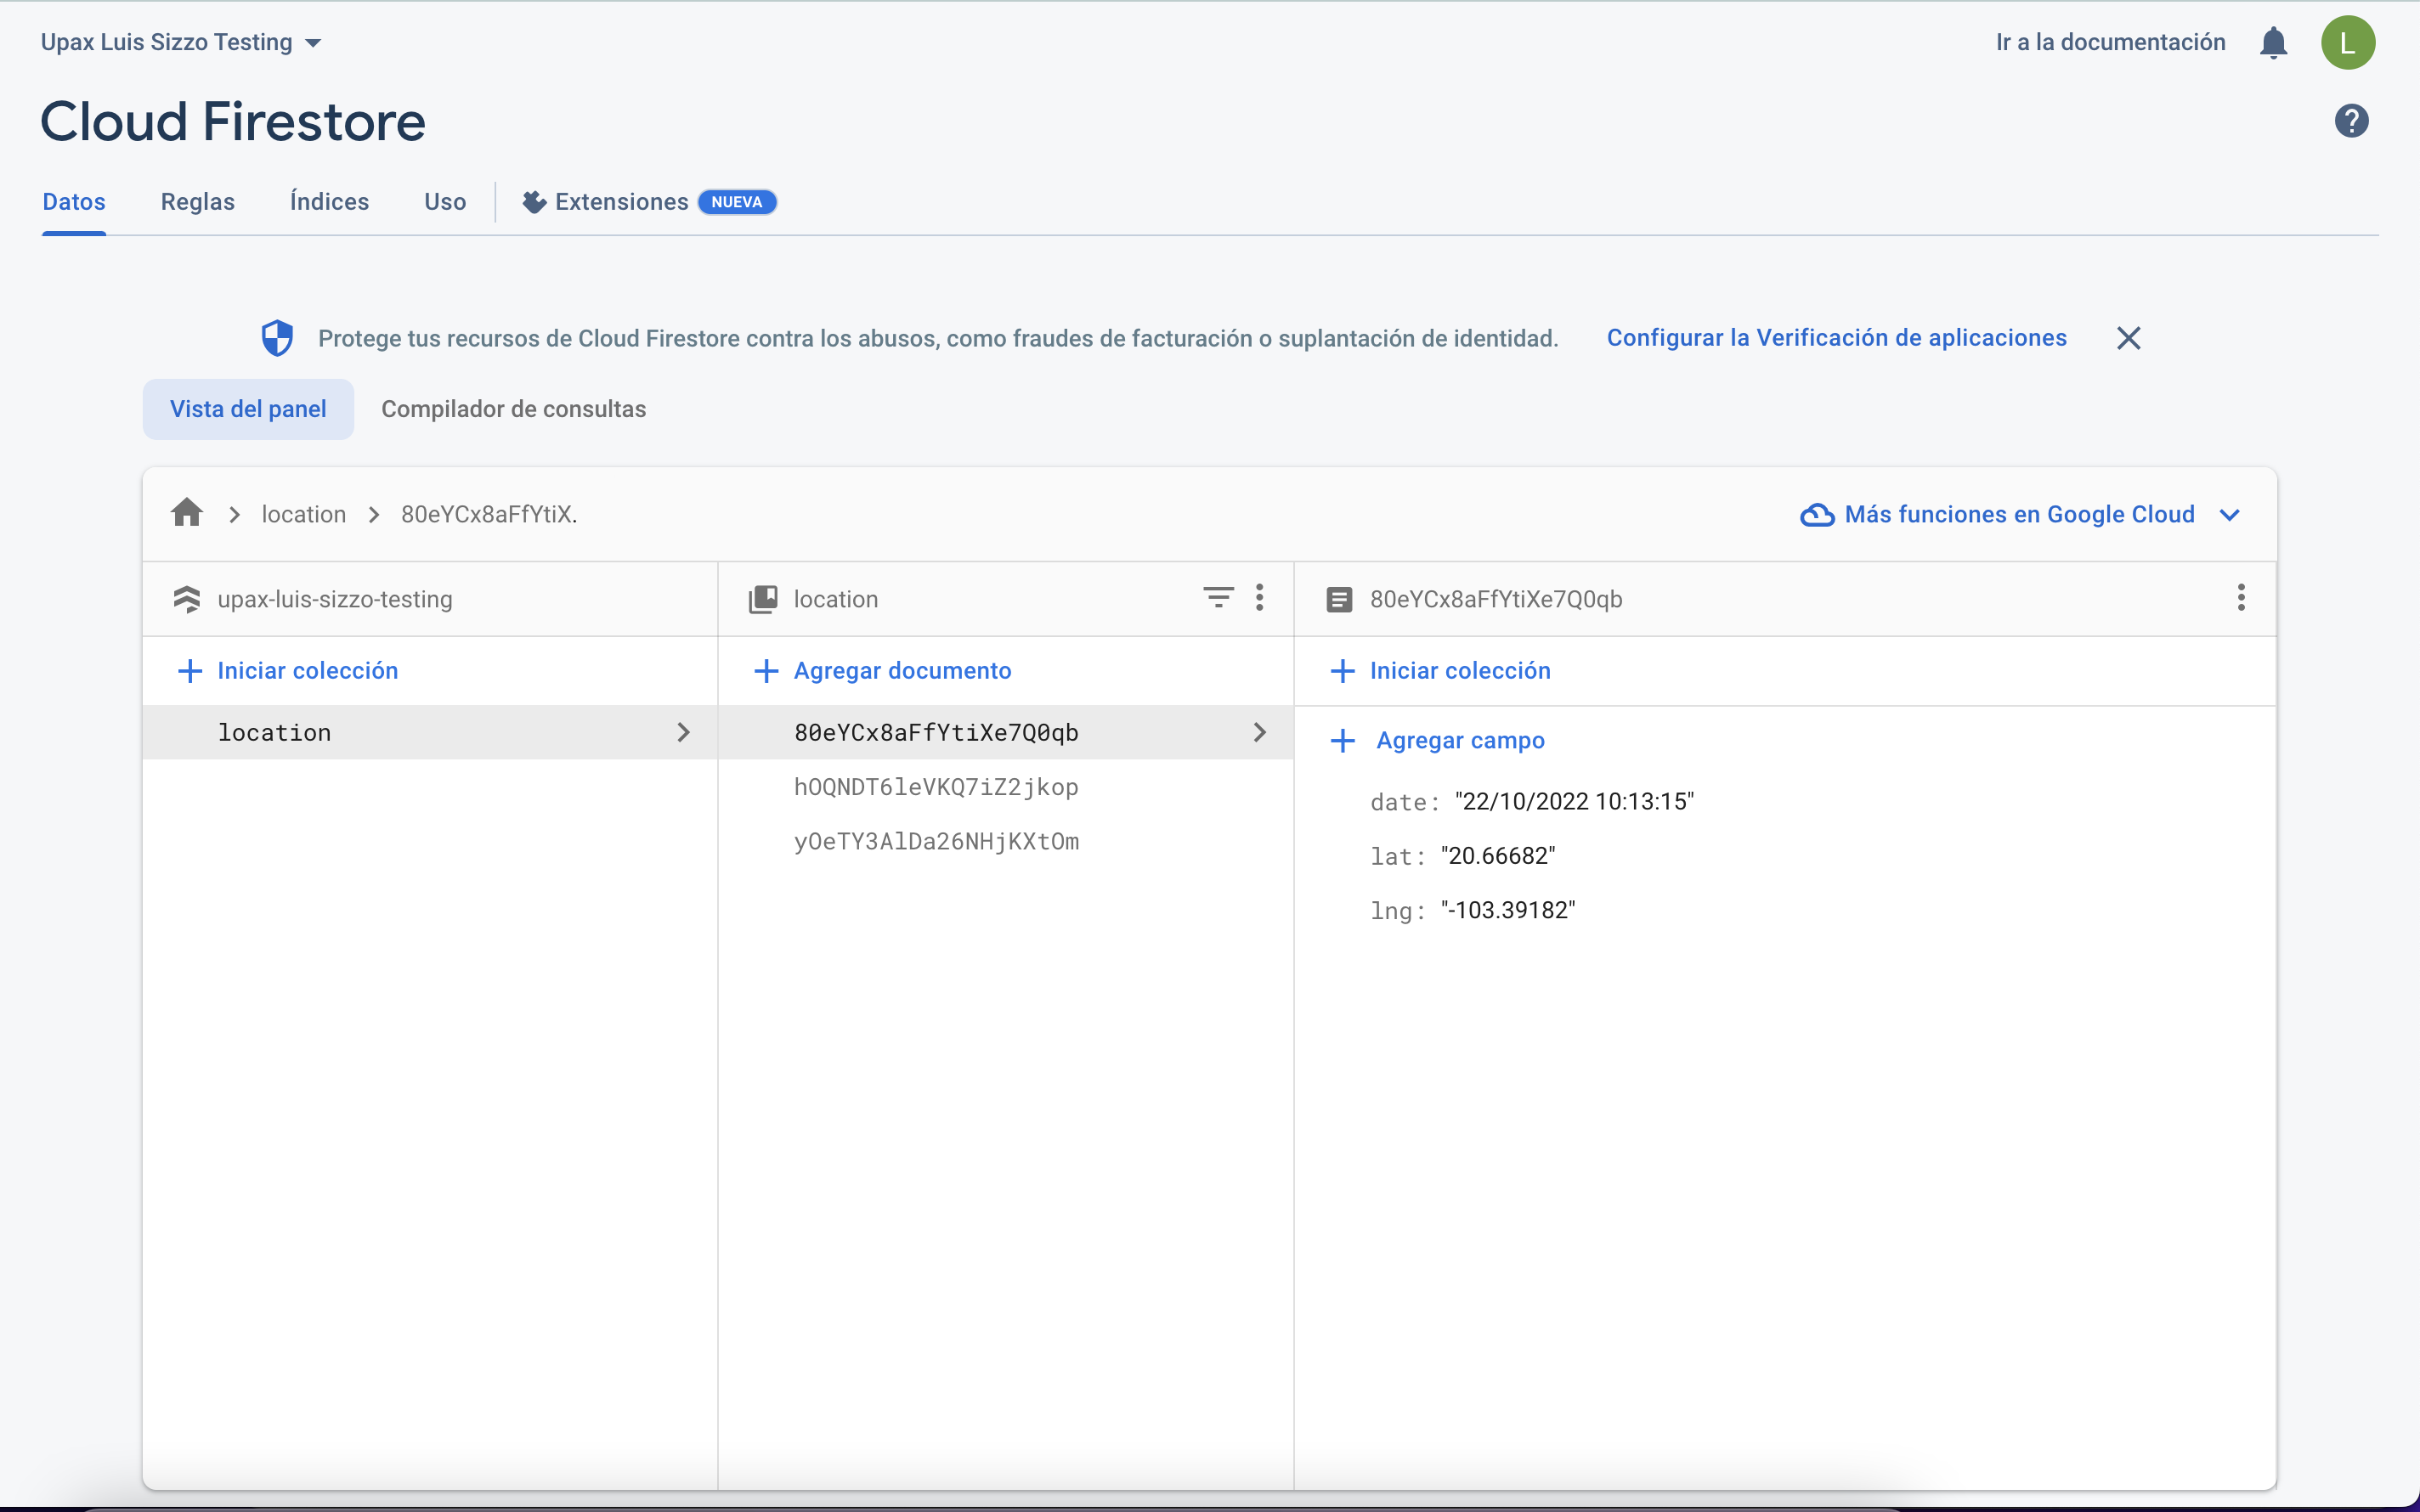 Upax Luis Sizzo Testing
Ir a la documentación
L
Cloud Firestore
?
Datos
Reglas
Índices
Uso
Extensiones
NUEVA
Protege tus recursos de Cloud Firestore contra los abusos, como fraudes de facturación o suplantación de identidad.
Configurar la Verificación de aplicaciones
Vista del panel
Compilador de consultas
location
80eYCx8aFfYtiX.
Más funciones en Google Cloud
upax-luis-sizzo-testing
location
80eYCx8aFfYtiXe7Q0qb
Iniciar colección
Agregar documento
Iniciar colección
location
80eYCx8aFfYtiXe7Q0qb
hOQNDT6leVKQ7iZ2jkop
yOeTY3AlDa26NHjKXtOm
Agregar campo
date: "22/10/2022 10:13:15"
lat: "20.66682"
lng: "-103.39182"